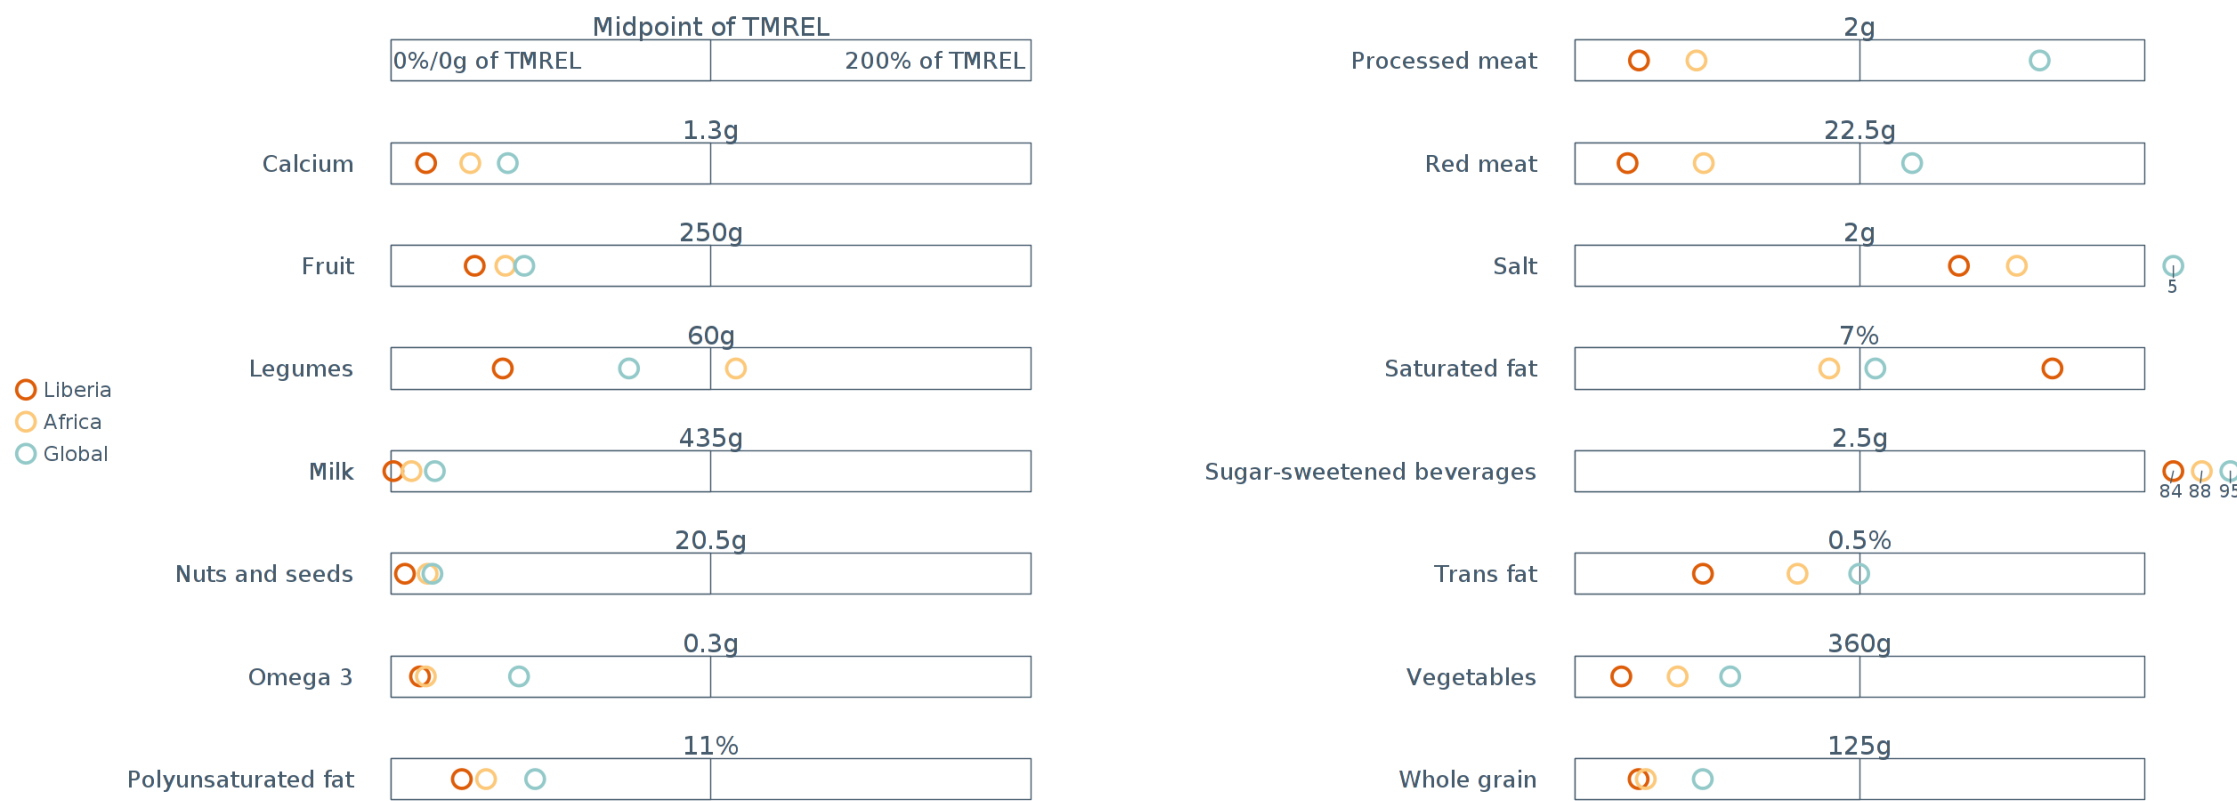 Midpoint of TMREL
0%/0g of TMREL
200% of TMREL
Calcium
1.3g
Fruit
250g
Legumes
60g
Milk
435g
Nuts and seeds
20.5g
Omega 3
0.3g
Polyunsaturated fat
11%
Liberia
Africa
Global
Processed meat
2g
Red meat
22.5g
Salt
2g
5
Saturated fat
7%
Sugar-sweetened beverages
2.5g
84 88 95
Trans fat
0.5%
Vegetables
360g
Whole grain
125g